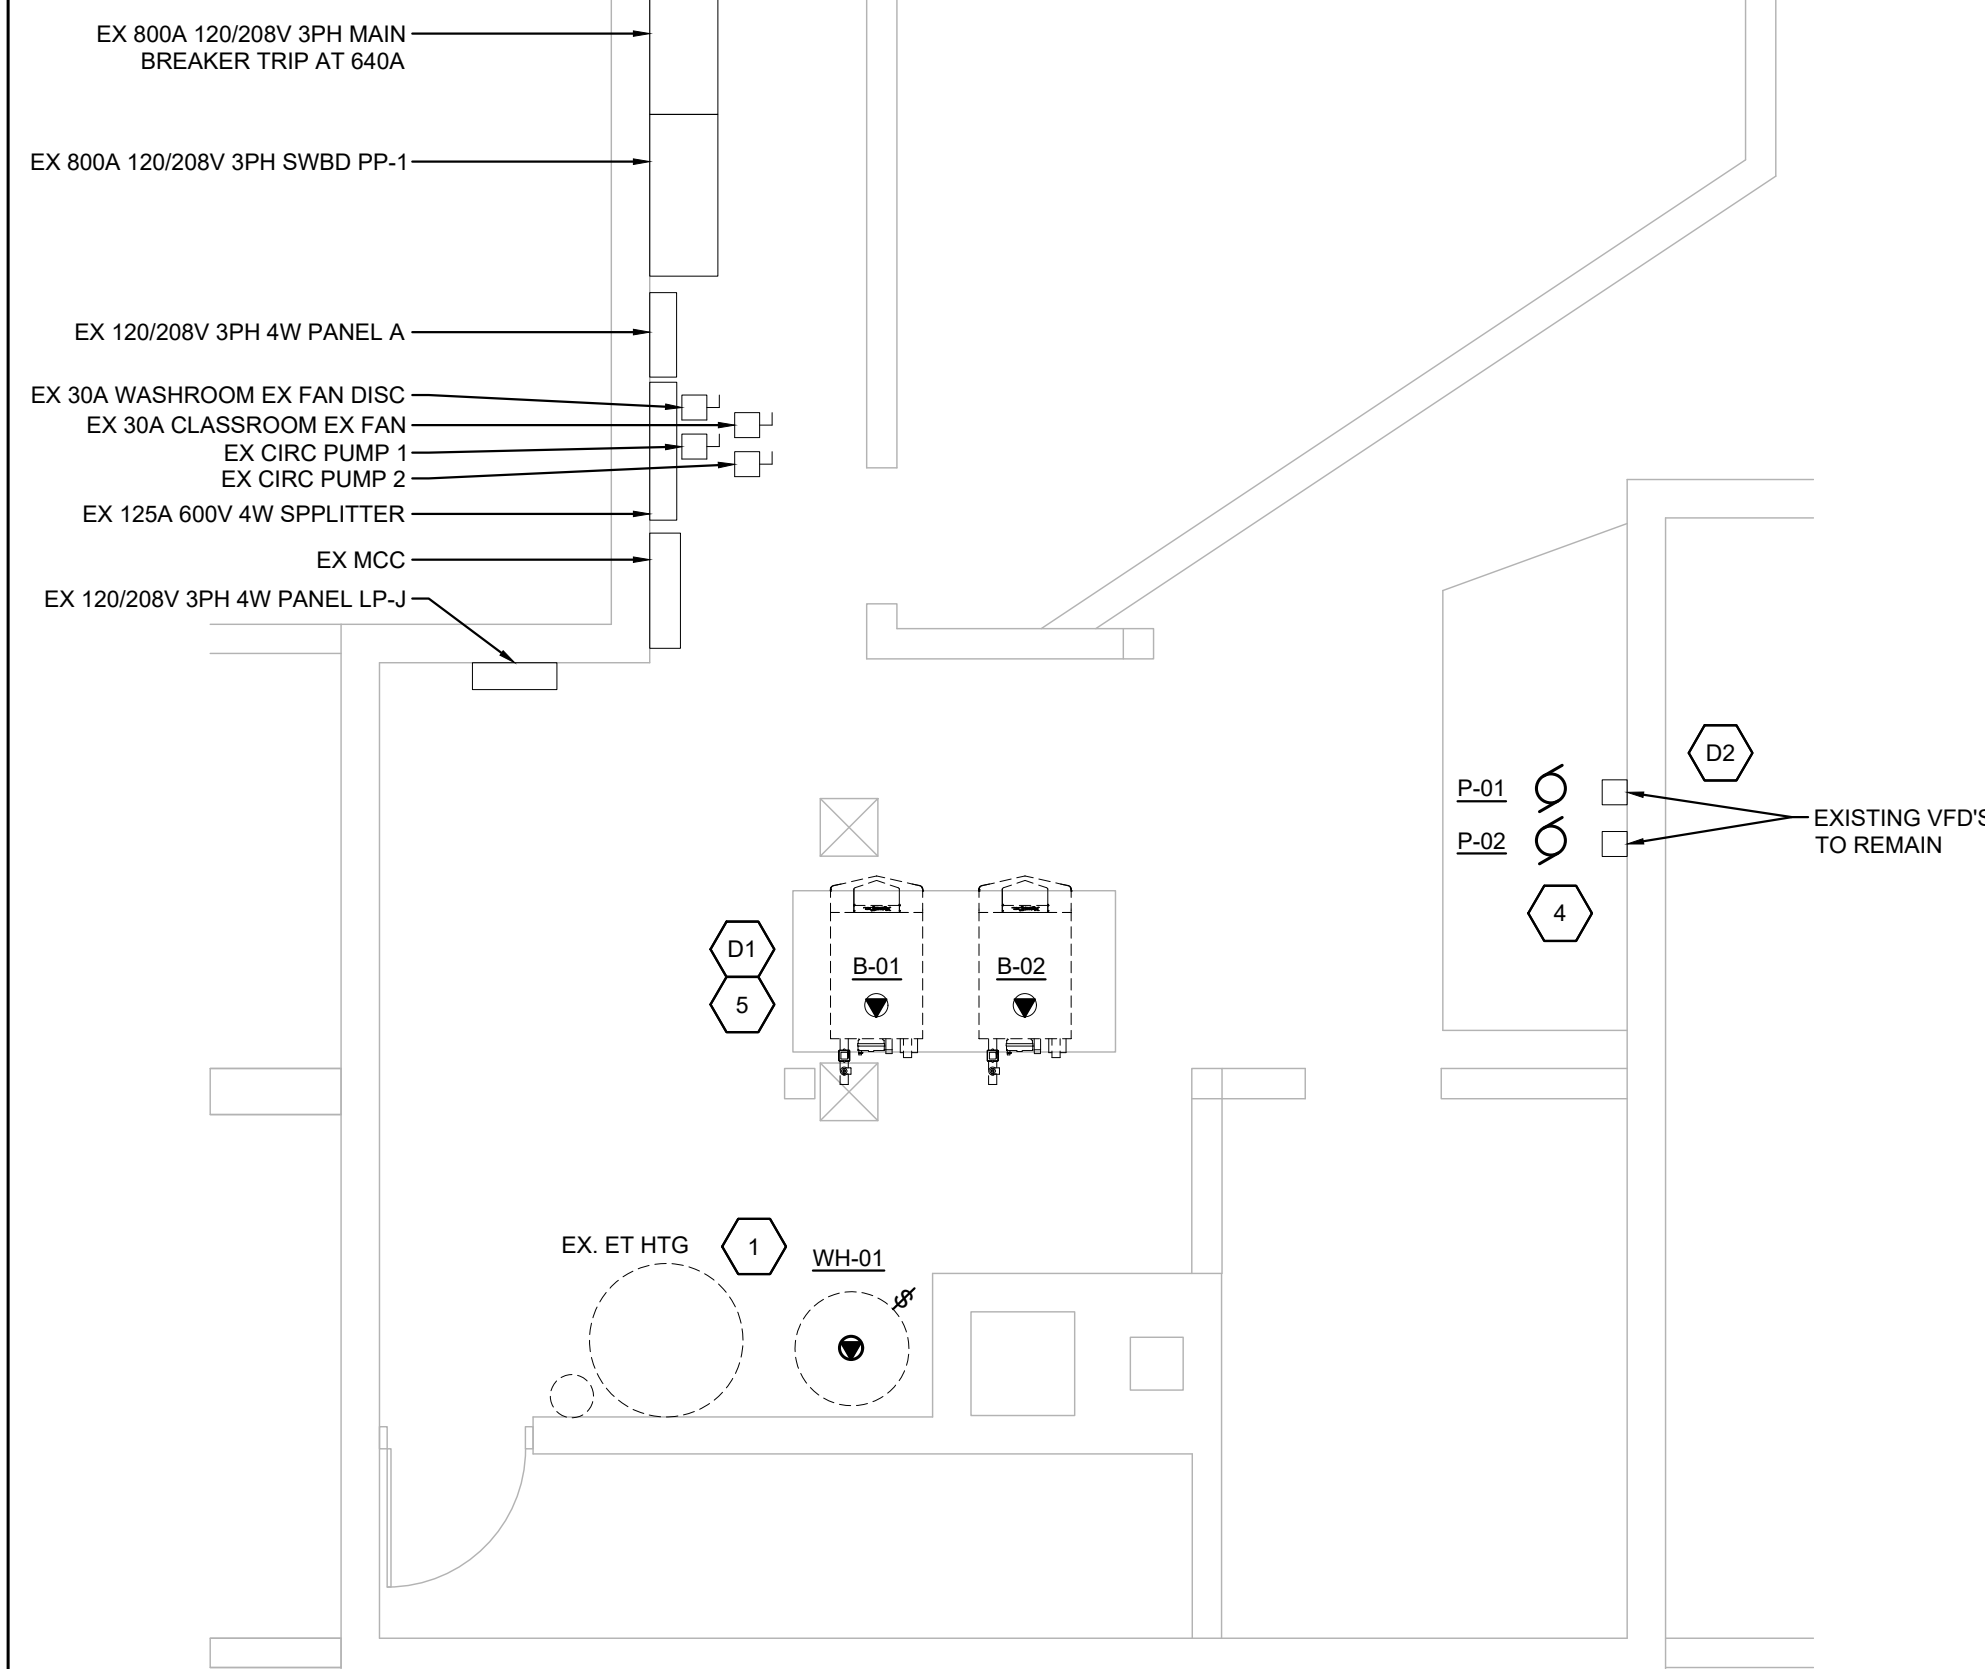 EX 800A 120/208V 3PH MAIN
BREAKER TRIP AT 640A
EX 800A 120/208V 3PH SWBD PP-1
EX 120/208V 3PH 4W PANEL A
EX 30A WASHROOM EX FAN DISC
EX 30A CLASSROOM EX FAN
EX CIRC PUMP 1
EX CIRC PUMP 2
EX 125A 600V 4W SPPLITTER
EX MCC
EX 120/208V 3PH 4W PANEL LP-J
D2
P-01
P-02
EXISTING VFD'S
TO REMAIN
4
D1
5
B-01
B-02
EX. ET HTG
1
WH-01
$